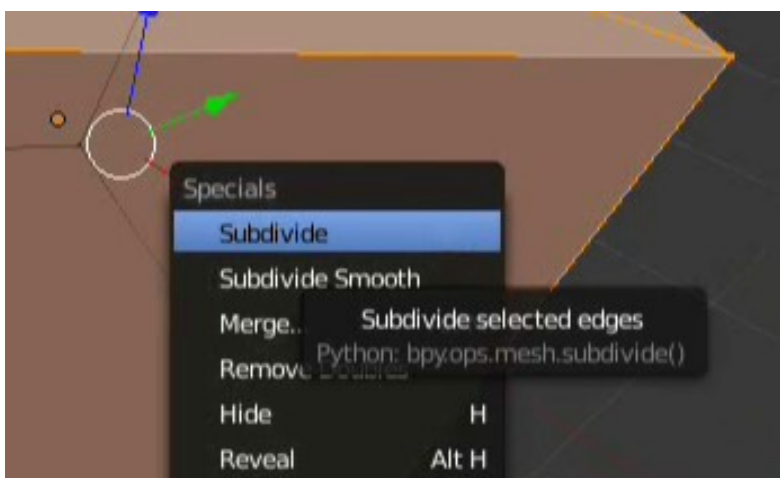 Specials
Subdivide
Subdivide Smooth
Merge...
Subdivide selected edges
Python: bpy.ops.mesh.subdivide()
Remove
Hide H
Reveal Alt H